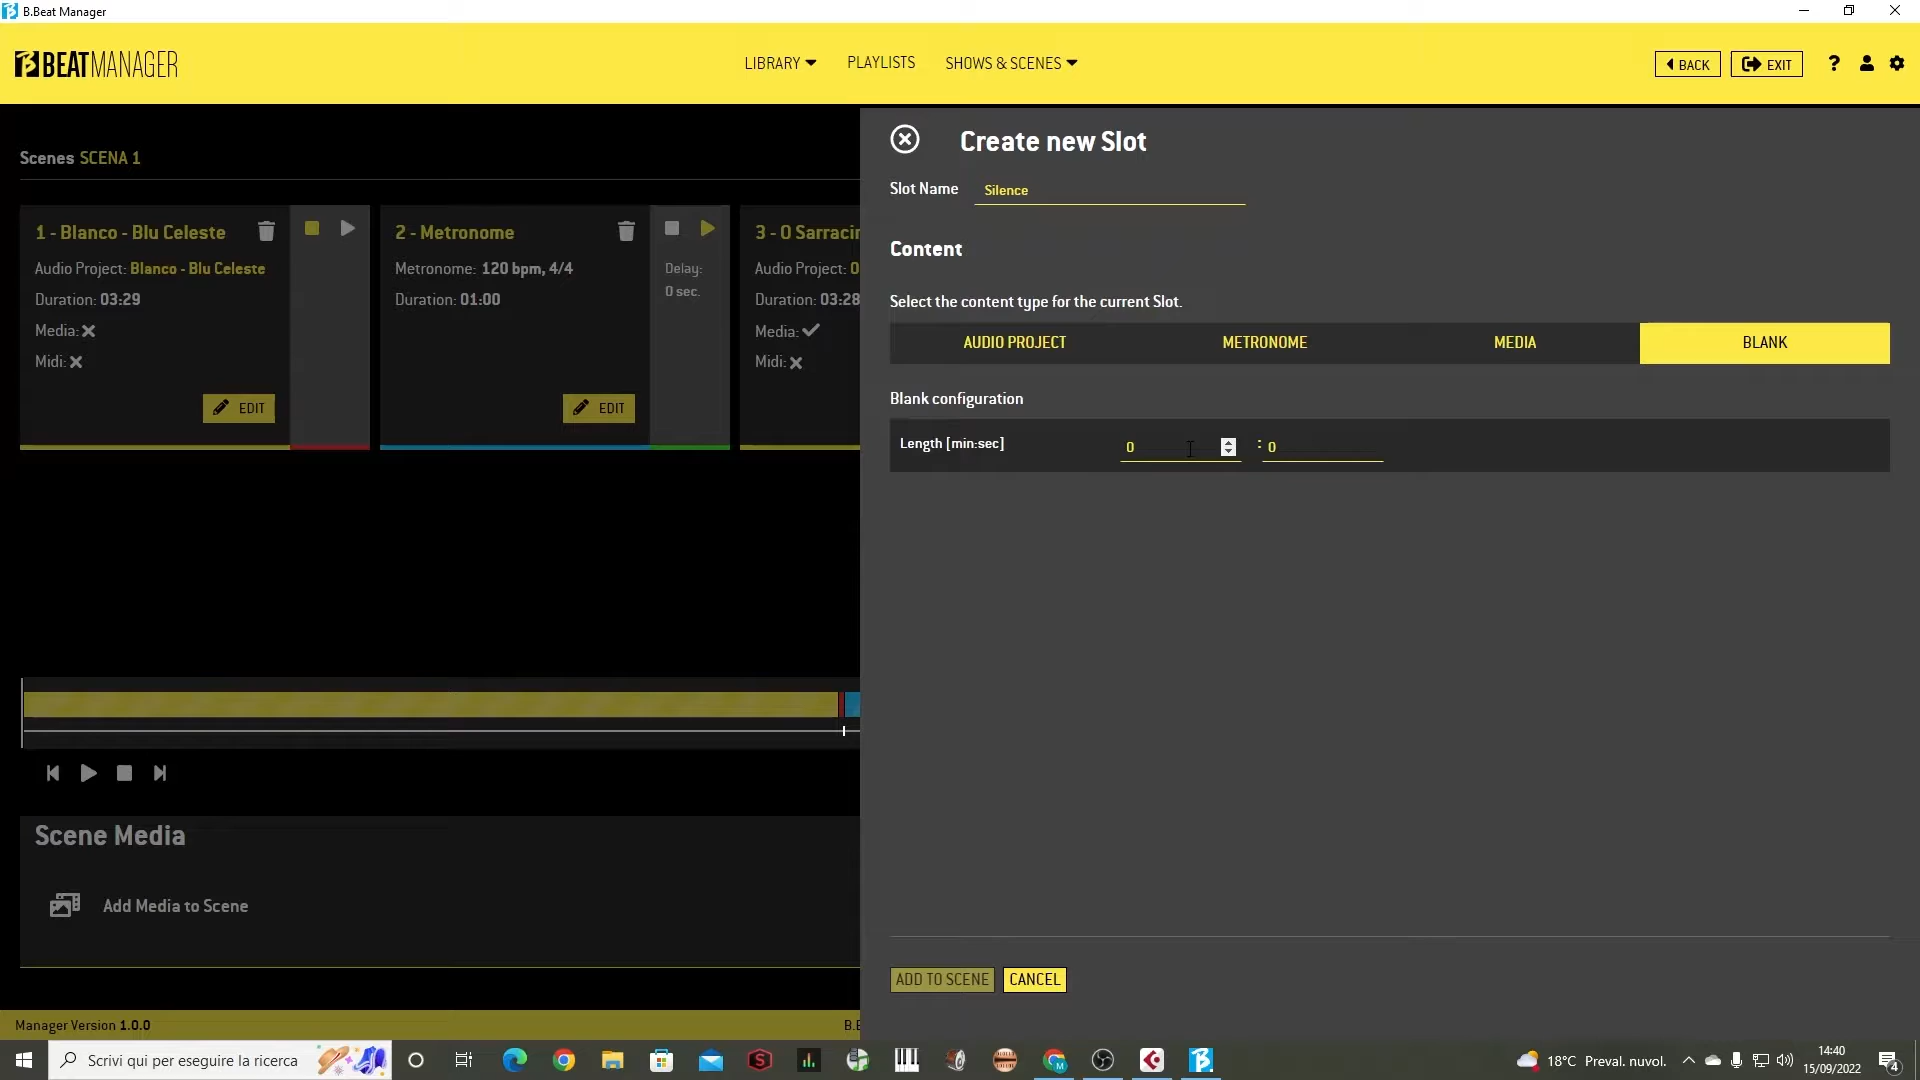 B.Beat Manager
BBEATMANAGER
LIBRARY
PLAYLISTS
SHOWS & SCENES
BACK
EXIT
?
Scenes SCENA 1
1 - Blanco - Blu Celeste
Audio Project: Blanco - Blu Celeste
Duration: 03:29
Media:
Midi:
EDIT
2 - Metronome
Metronome: 120 bpm, 4/4
Duration: 01:00
EDIT
Delay:
0 sec.
3 - O Sarracin
Audio Project: O
Duration: 03:28
Media:
Midi:
Create new Slot
Slot Name Silence
Content
Select the content type for the current Slot.
AUDIO PROJECT METRONOME MEDIA BLANK
Blank configuration
Length [min:sec] 0 : 0
ADD TO SCENE CANCEL
Scene Media
Add Media to Scene
Manager Version 1.0.0
Scrivi qui per eseguire la ricerca
18°C Preval. nuvol.
14:40
15/09/2022
4